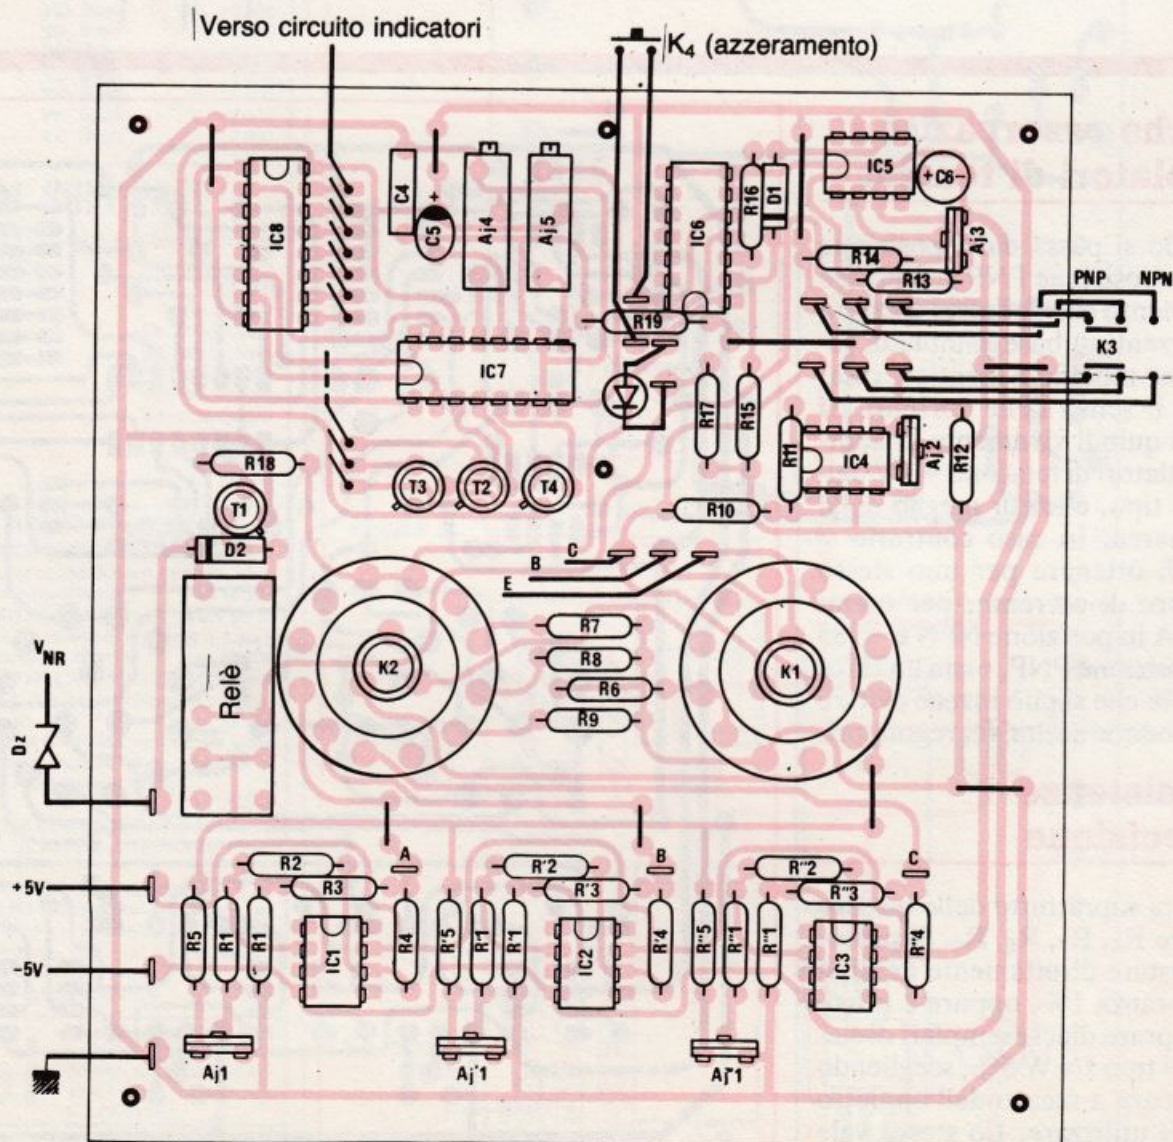 Verso circuito indicatori
K4 (azzeramento)
IC8
C4
+
C5
Aj4
Aj5
IC6
R16
D1
IC5
+C6−
Aj3
R14
R13
PNP
NPN
K3
R19
IC7
R17
R15
R11
IC4
Aj2
R12
R18
T1
T3
T2
T4
R10
D2
C
B
E
VNR
Dz
Relè
K2
R7
R8
R6
R9
K1
+5V
−5V
R2
R3
A
R'2
R'3
B
R"2
R"3
C
R5
R1
R1
IC1
R4
R'5
R'1
R'1
IC2
R'4
R"5
R"1
R"1
IC3
R"4
Aj1
Aj'1
Aj"1